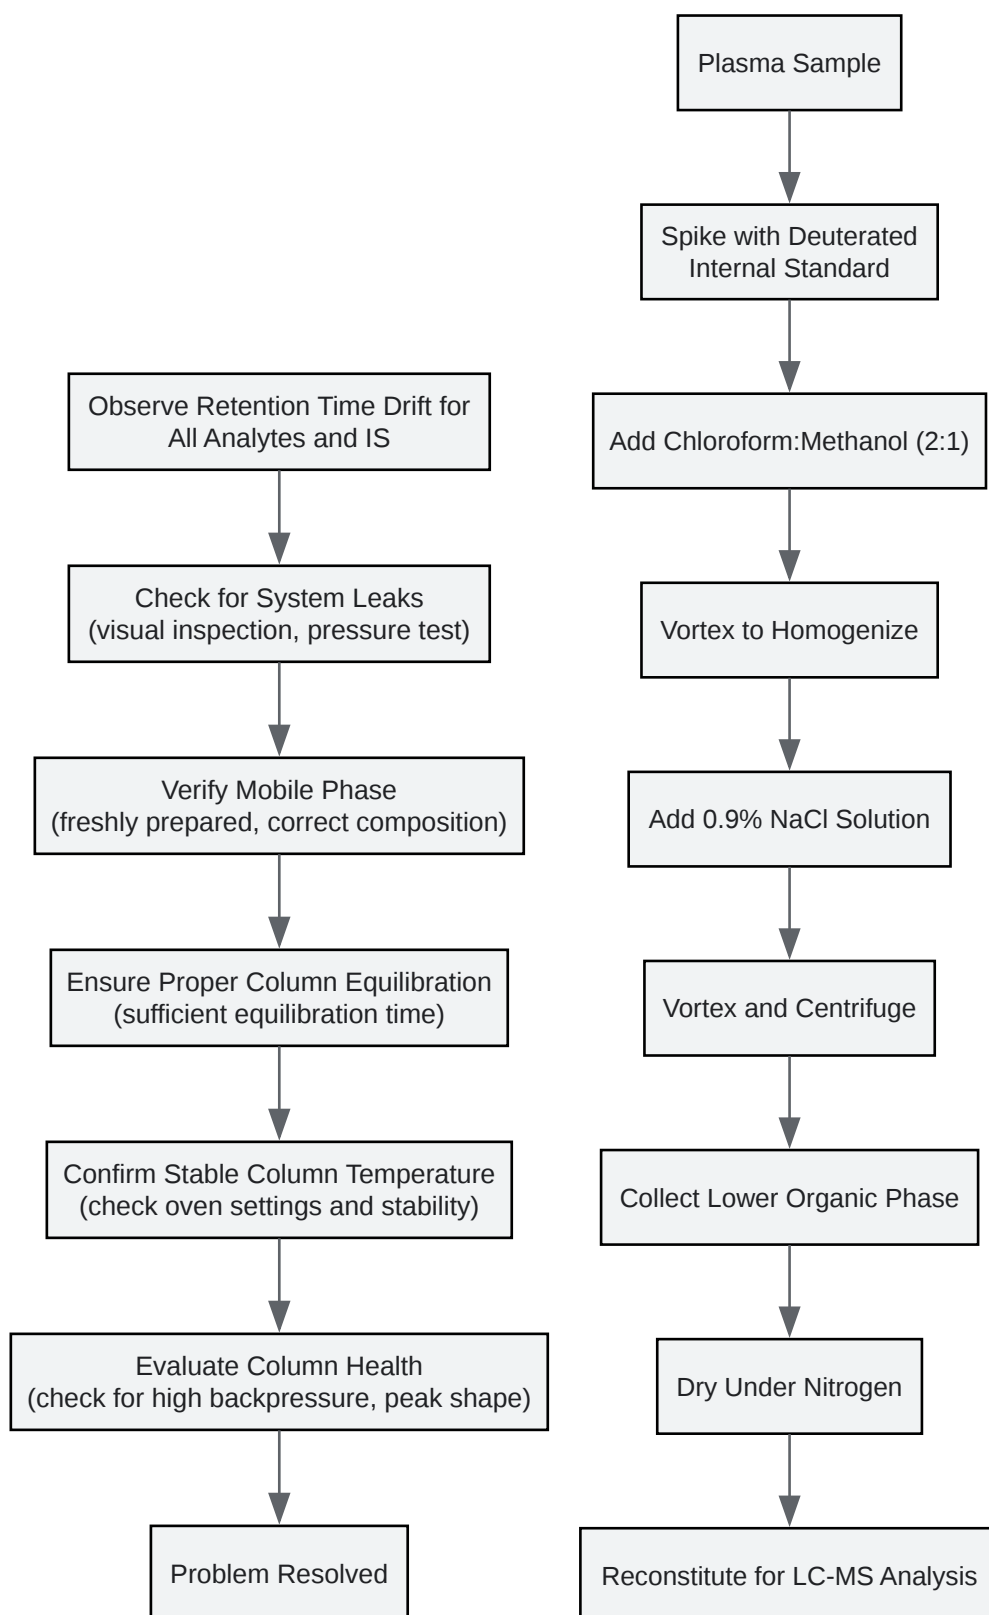 Observe Retention Time Drift for
All Analytes and IS
Check for System Leaks
(visual inspection, pressure test)
Verify Mobile Phase
(freshly prepared, correct composition)
Ensure Proper Column Equilibration
(sufficient equilibration time)
Confirm Stable Column Temperature
(check oven settings and stability)
Evaluate Column Health
(check for high backpressure, peak shape)
Problem Resolved
Plasma Sample
Spike with Deuterated
Internal Standard
Add Chloroform:Methanol (2:1)
Vortex to Homogenize
Add 0.9% NaCl Solution
Vortex and Centrifuge
Collect Lower Organic Phase
Dry Under Nitrogen
Reconstitute for LC-MS Analysis